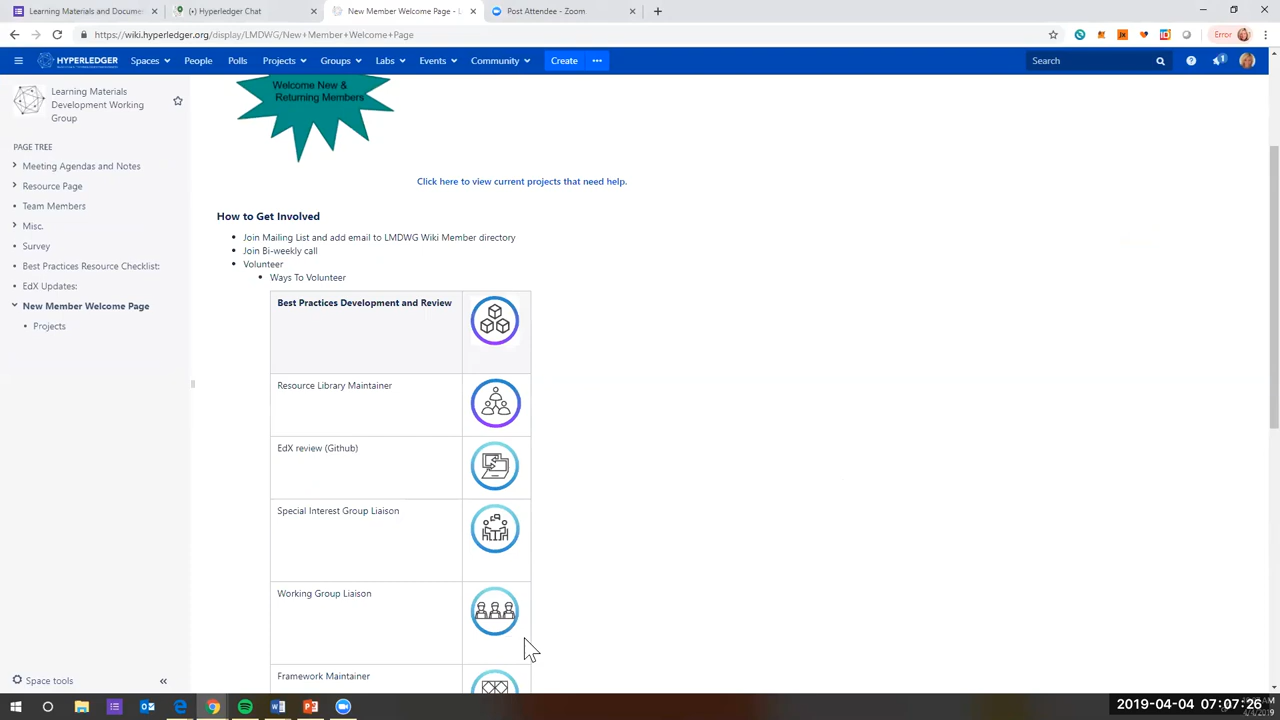 Learning Materials and Docume
(•) Hyperledger Chat
New Member Welcome Page - L
Post Attendee - Zoom
https://wiki.hyperledger.org/display/LMDWG/New+Member+Welcome+Page
Error
HYPERLEDGER
Spaces
People
Polls
Projects
Groups
Labs
Events
Community
Create
Search
1
Learning Materials
Development Working
Group
PAGE TREE
Meeting Agendas and Notes
Resource Page
Team Members
Misc.
Survey
Best Practices Resource Checklist:
EdX Updates:
New Member Welcome Page
Projects
Space tools
Welcome New &
Returning Members
Click here to view current projects that need help.
How to Get Involved
Join Mailing List and add email to LMDWG Wiki Member directory
Join Bi-weekly call
Volunteer
Ways To Volunteer
Best Practices Development and Review
Resource Library Maintainer
EdX review (Github)
Special Interest Group Liaison
Working Group Liaison
Framework Maintainer
2019-04-04 07:07:26
4/4/2019